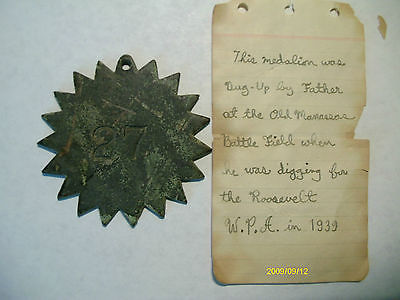 27
This medalion was
Dug-Up by Father
at the Old Manassas
Battle Field when
he was digging for
the Roosevelt
W.P.A. in 1939
2009/09/12